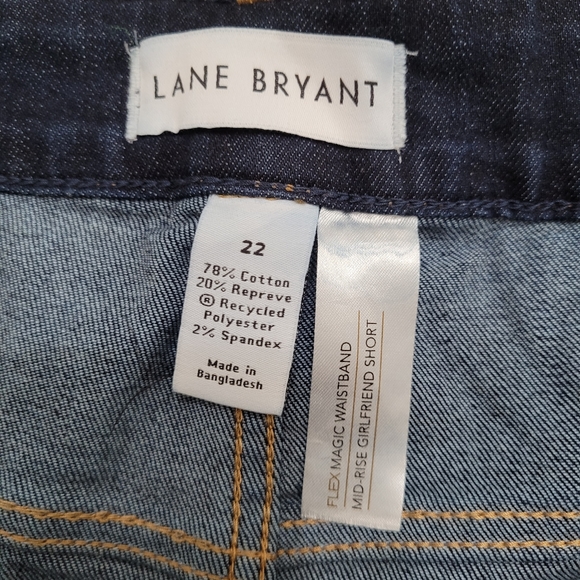 LANE BRYANT
22
78% Cotton
20% Repreve
® Recycled
Polyester
2% Spandex
Made in
Bangladesh
FLEX MAGIC WAISTBAND
MID-RISE GIRLFRIEND SHORT